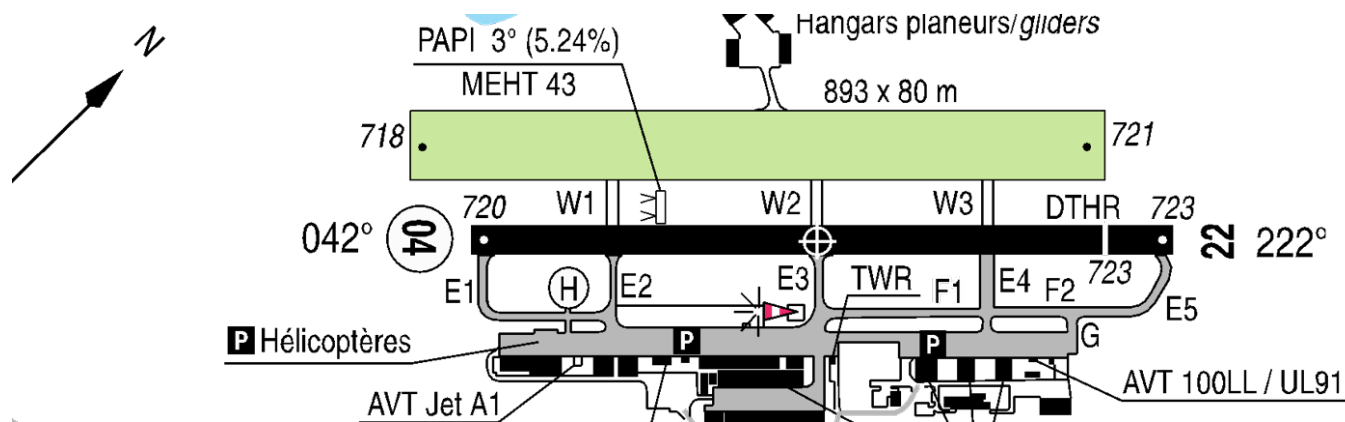 N
Hangars planeurs/gliders
PAPI 3° (5.24%)
MEHT 43
893 x 80 m
718
721
720
W1
W2
W3
DTHR
723
042°
04
22
222°
723
E1
H
E2
E3
TWR
F1
E4
F2
E5
P Hélicoptères
P
P
G
AVT Jet A1
AVT 100LL / UL91